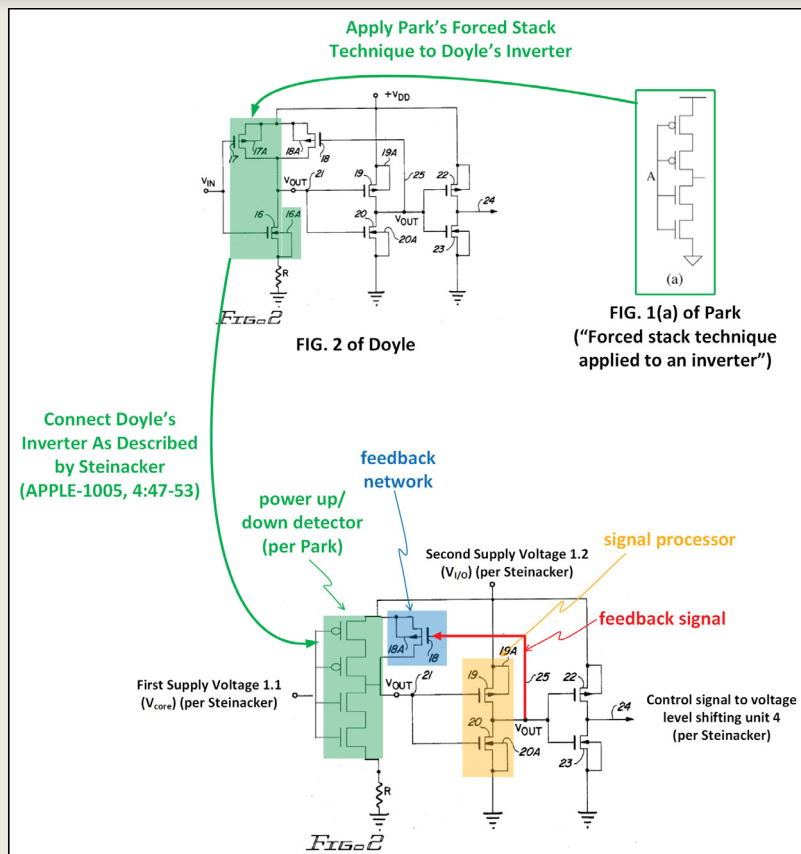 Apply Park's Forced Stack
Technique to Doyle's Inverter
+VDD
17
17A
18A
18
19A
VIN
VOUT
21
19
25
22
A
24
16
16A
20
VOUT
20A
23
R
(a)
FIG. 2
FIG. 2 of Doyle
FIG. 1(a) of Park
("Forced stack technique
applied to an inverter")
Connect Doyle's
Inverter As Described
by Steinacker
(APPLE-1005, 4:47-53)
feedback
network
power up/
down detector
(per Park)
signal processor
Second Supply Voltage 1.2
(VI/O) (per Steinacker)
feedback signal
18A
18
19A
First Supply Voltage 1.1
(Vcore) (per Steinacker)
VOUT
21
19
25
22
24
Control signal to voltage
level shifting unit 4
(per Steinacker)
20
VOUT
20A
23
R
FIG. 2